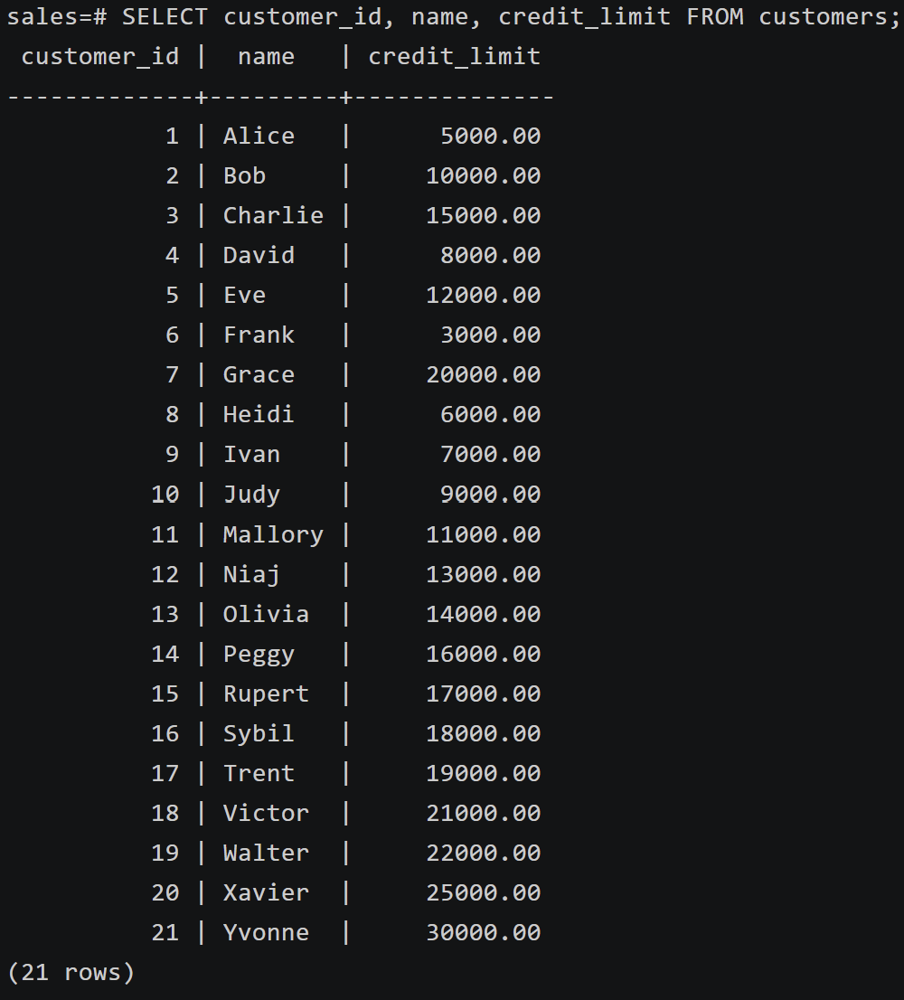 sales=# SELECT customer_id, name, credit_limit FROM customers;
 customer_id |  name   | credit_limit
-------------+---------+--------------
           1 | Alice   |      5000.00
           2 | Bob     |     10000.00
           3 | Charlie |     15000.00
           4 | David   |      8000.00
           5 | Eve     |     12000.00
           6 | Frank   |      3000.00
           7 | Grace   |     20000.00
           8 | Heidi   |      6000.00
           9 | Ivan    |      7000.00
          10 | Judy    |      9000.00
          11 | Mallory |     11000.00
          12 | Niaj    |     13000.00
          13 | Olivia  |     14000.00
          14 | Peggy   |     16000.00
          15 | Rupert  |     17000.00
          16 | Sybil   |     18000.00
          17 | Trent   |     19000.00
          18 | Victor  |     21000.00
          19 | Walter  |     22000.00
          20 | Xavier  |     25000.00
          21 | Yvonne  |     30000.00
(21 rows)